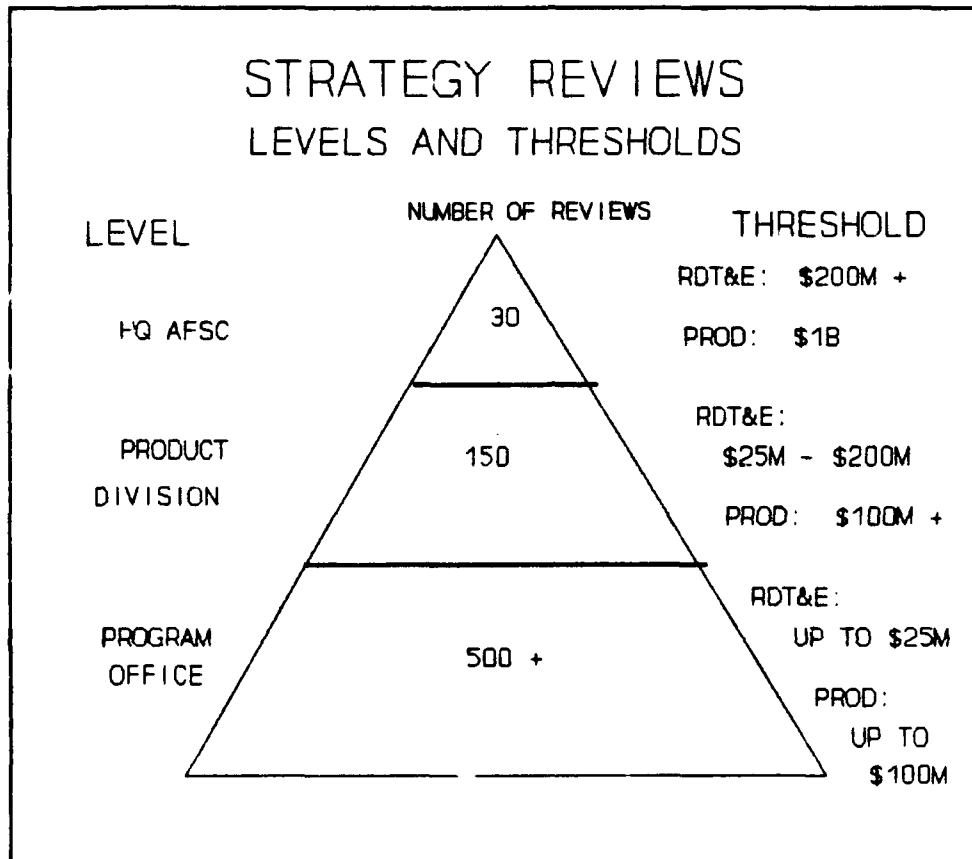 STRATEGY REVIEWS
LEVELS AND THRESHOLDS
NUMBER OF REVIEWS
LEVEL
THRESHOLD
HQ AFSC
30
RDT&E: $200M +
PROD: $1B
PRODUCT
DIVISION
150
RDT&E:
$25M - $200M
PROD: $100M +
PROGRAM
OFFICE
500 +
RDT&E:
UP TO $25M
PROD:
UP TO
$100M